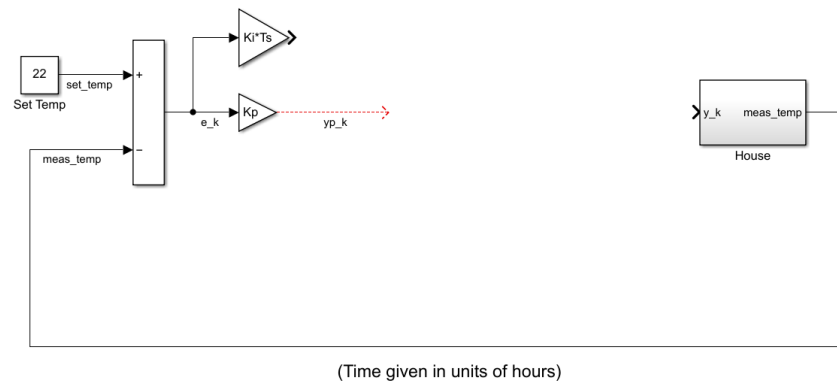 Ki*Ts
22
set_temp
+
Set Temp
Kp
e_k
yp_k
y_k
meas_temp
House
−
meas_temp
(Time given in units of hours)